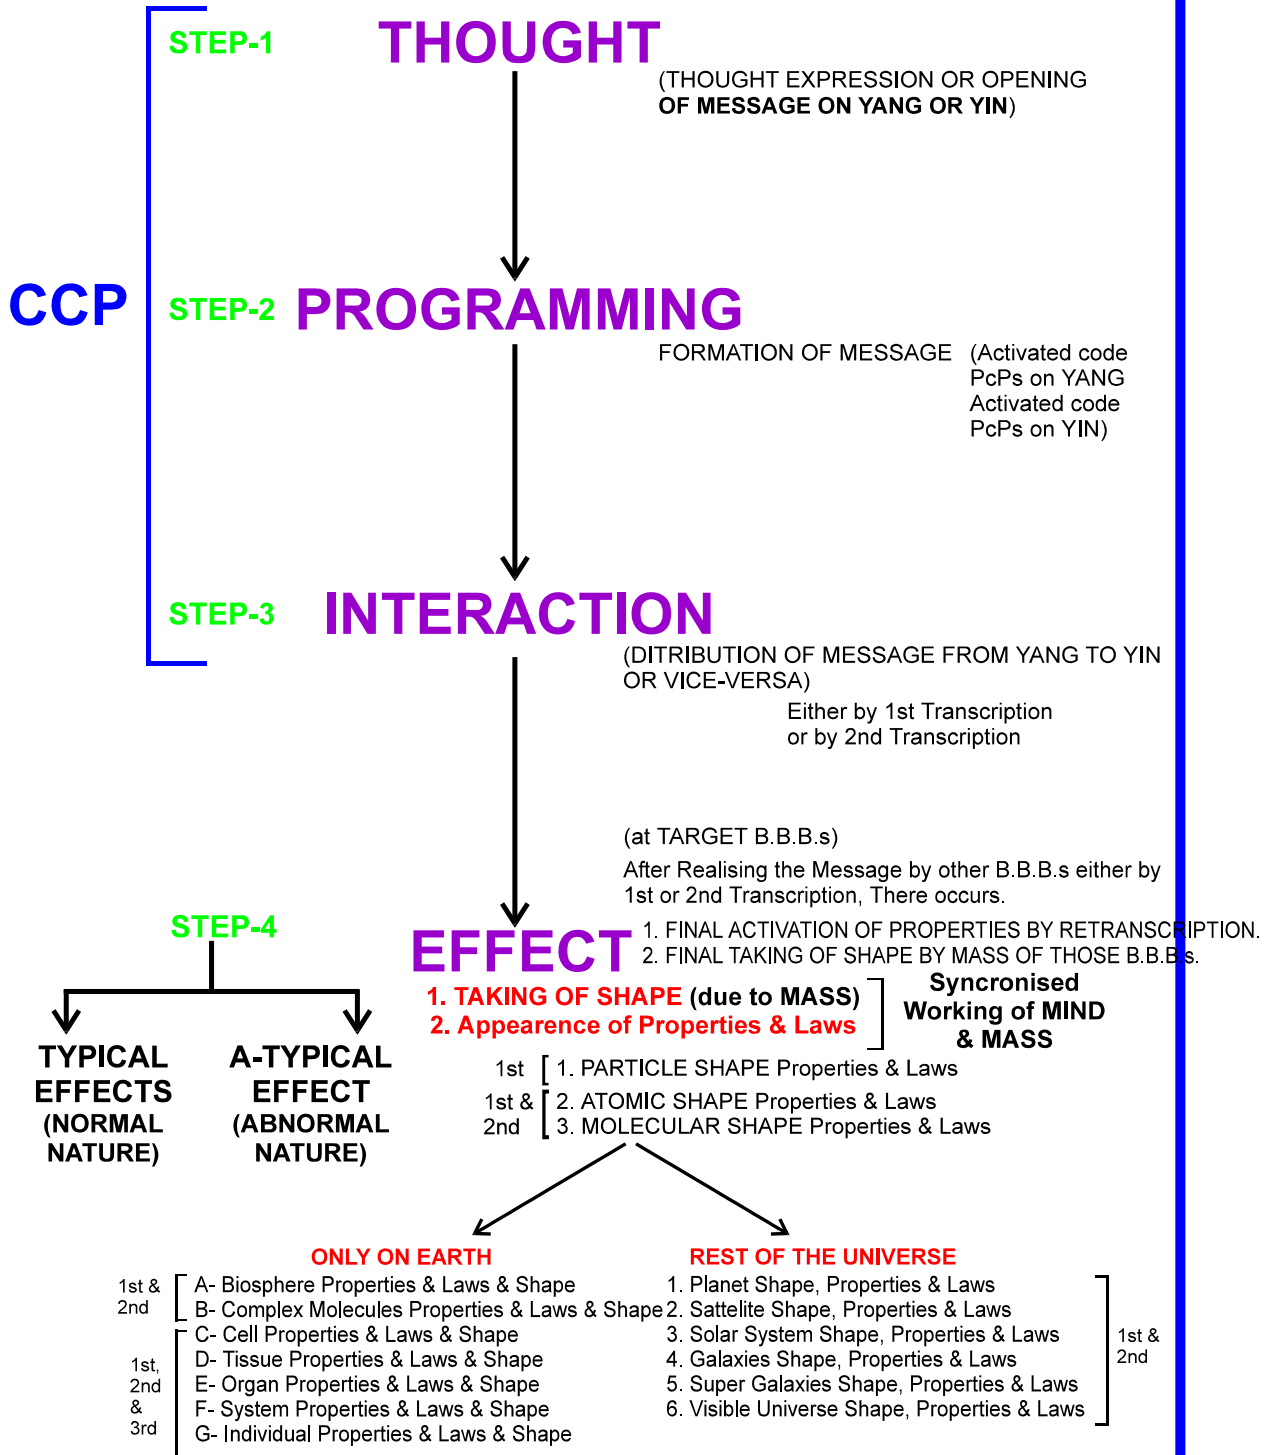 STEP-1
THOUGHT
(THOUGHT EXPRESSION OR OPENING
OF MESSAGE ON YANG OR YIN)
CCP
STEP-2
PROGRAMMING
FORMATION OF MESSAGE (Activated code
PcPs on YANG
Activated code
PcPs on YIN)
STEP-3
INTERACTION
(DITRIBUTION OF MESSAGE FROM YANG TO YIN
OR VICE-VERSA)
Either by 1st Transcription
or by 2nd Transcription
(at TARGET B.B.B.s)
After Realising the Message by other B.B.B.s either by
1st or 2nd Transcription, There occurs.
STEP-4
EFFECT
1. FINAL ACTIVATION OF PROPERTIES BY RETRANSCRIPTION.
2. FINAL TAKING OF SHAPE BY MASS OF THOSE B.B.B.s.
1. TAKING OF SHAPE (due to MASS)
2. Appearence of Properties & Laws
Syncronised
Working of MIND
& MASS
TYPICAL
EFFECTS
(NORMAL
NATURE)
A-TYPICAL
EFFECT
(ABNORMAL
NATURE)
1st
1. PARTICLE SHAPE Properties & Laws
1st &
2nd
2. ATOMIC SHAPE Properties & Laws
3. MOLECULAR SHAPE Properties & Laws
ONLY ON EARTH
1st &
2nd
A- Biosphere Properties & Laws & Shape
B- Complex Molecules Properties & Laws & Shape
1st,
2nd
&
3rd
C- Cell Properties & Laws & Shape
D- Tissue Properties & Laws & Shape
E- Organ Properties & Laws & Shape
F- System Properties & Laws & Shape
G- Individual Properties & Laws & Shape
REST OF THE UNIVERSE
1. Planet Shape, Properties & Laws
2. Sattelite Shape, Properties & Laws
3. Solar System Shape, Properties & Laws
4. Galaxies Shape, Properties & Laws
5. Super Galaxies Shape, Properties & Laws
6. Visible Universe Shape, Properties & Laws
1st &
2nd